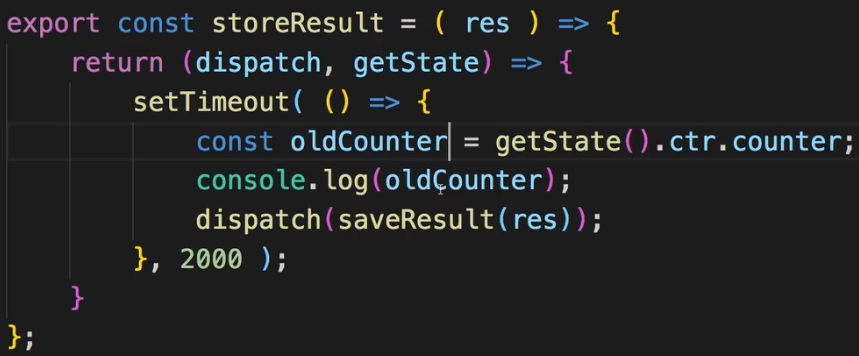 export const storeResult = ( res ) => {
    return (dispatch, getState) => {
        setTimeout( () => {
            const oldCounter = getState().ctr.counter;
            console.log(oldCounter);
            dispatch(saveResult(res));
        }, 2000 );
    }
};